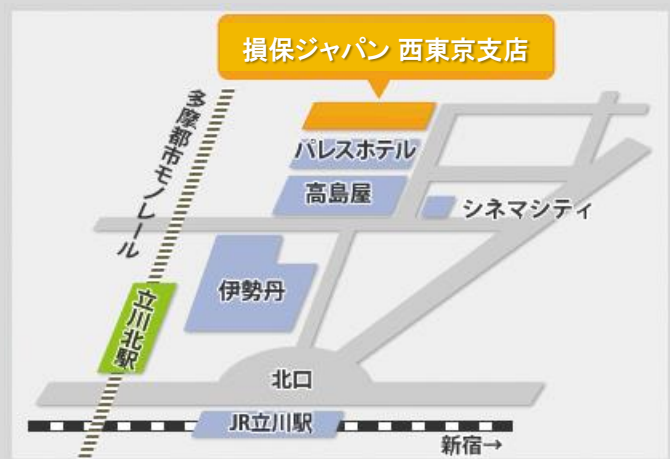 損保ジャパン 西東京支店
多摩都市モノレール
パレスホテル
高島屋
シネマシティ
伊勢丹
立川北駅
北口
JR立川駅
新宿→